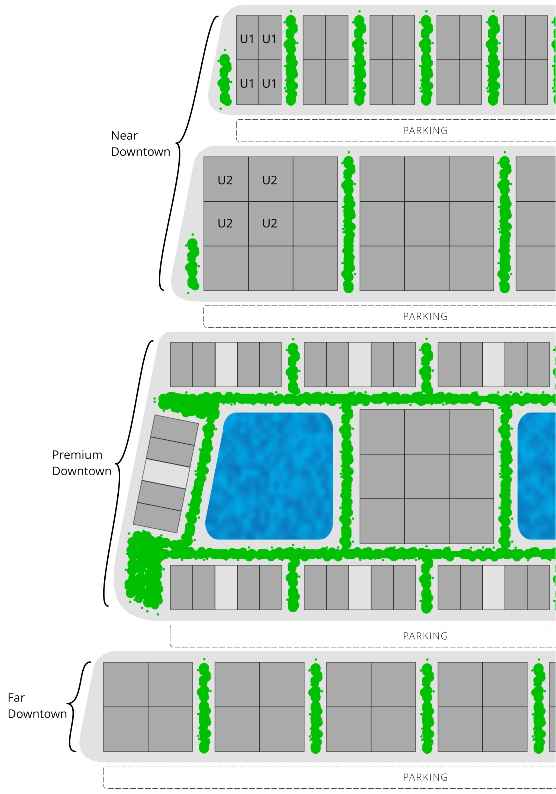 U1 U1
U1 U1
PARKING
Near
Downtown
U2 U2
U2 U2
PARKING
Premium
Downtown
PARKING
Far
Downtown
PARKING